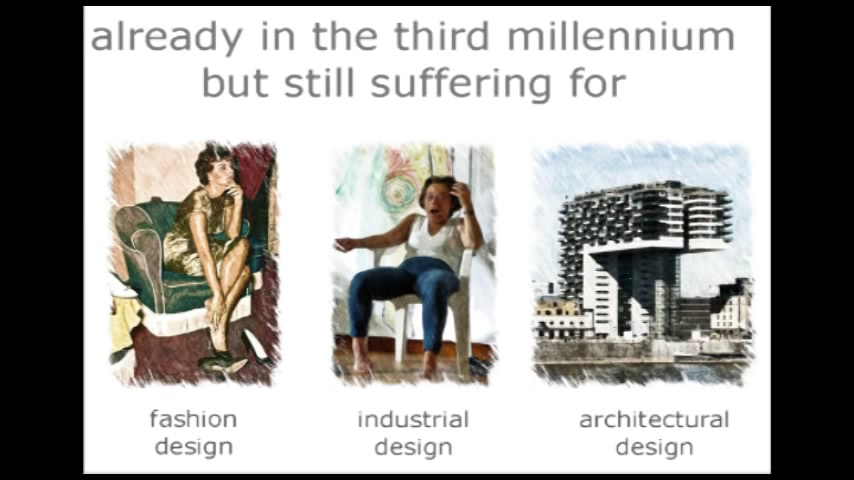 already in the third millennium
but still suffering for
fashion
design
industrial
design
architectural
design